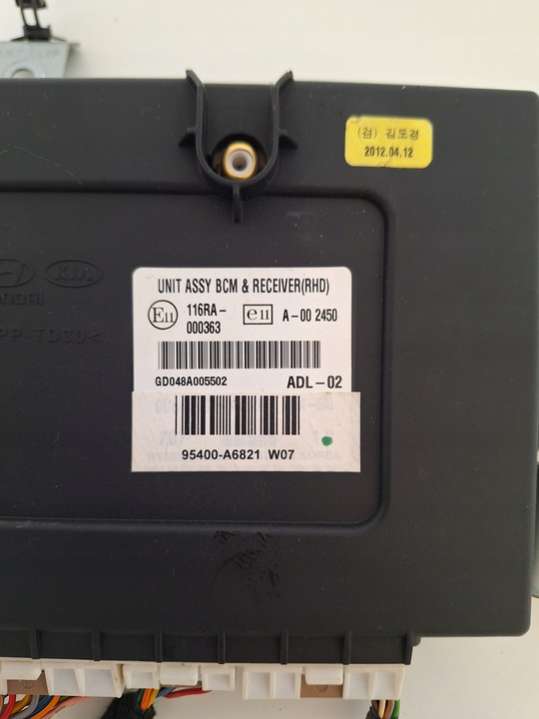 (검) 김도경
2012.04.12
UNIT ASSY BCM & RECEIVER(RHD)
E11 116RA-
000363
e11 A-00 2450
GD048A005502
ADL-02
95400-A6821 W07
KIA